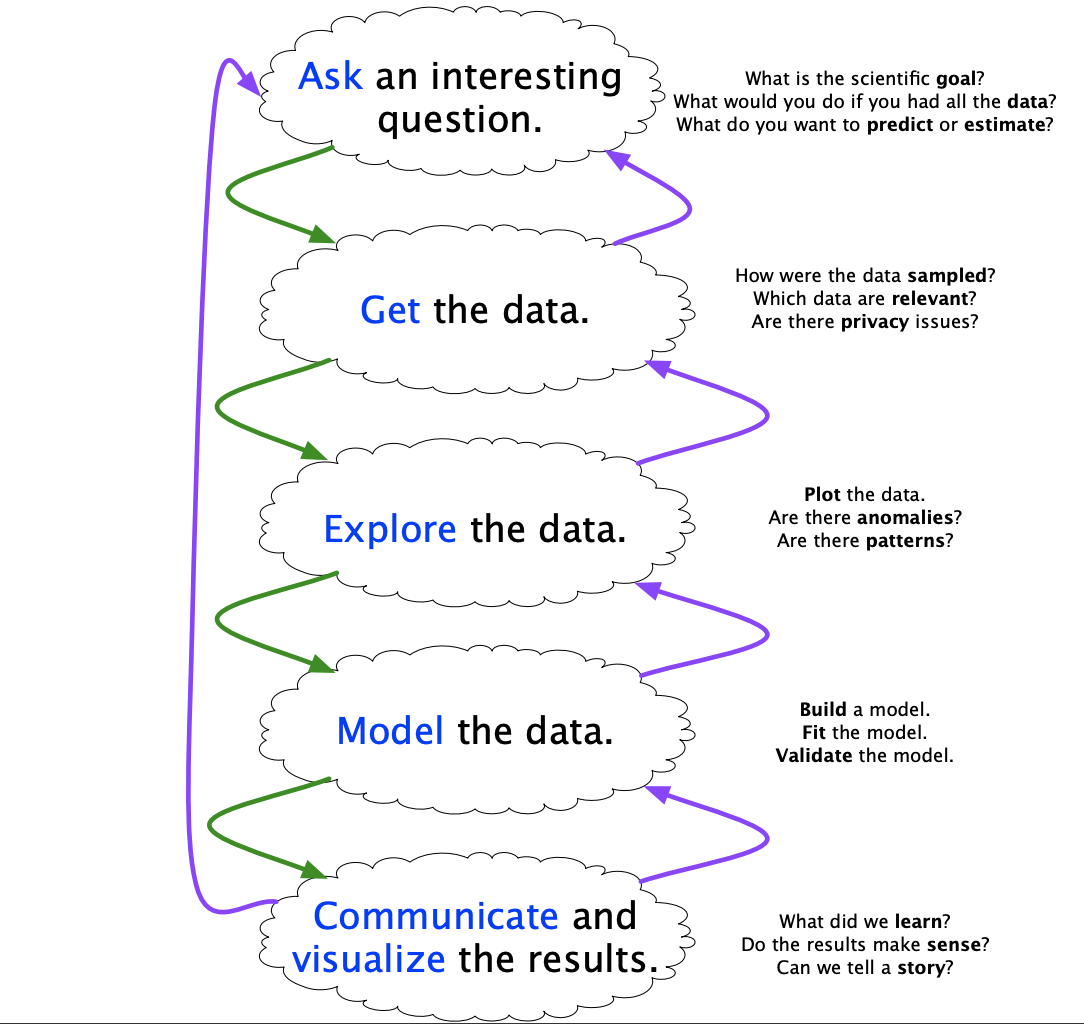 Ask an interesting
question.
What is the scientific goal?
What would you do if you had all the data?
What do you want to predict or estimate?
Get the data.
How were the data sampled?
Which data are relevant?
Are there privacy issues?
Explore the data.
Plot the data.
Are there anomalies?
Are there patterns?
Model the data.
Build a model.
Fit the model.
Validate the model.
Communicate and
visualize the results.
What did we learn?
Do the results make sense?
Can we tell a story?